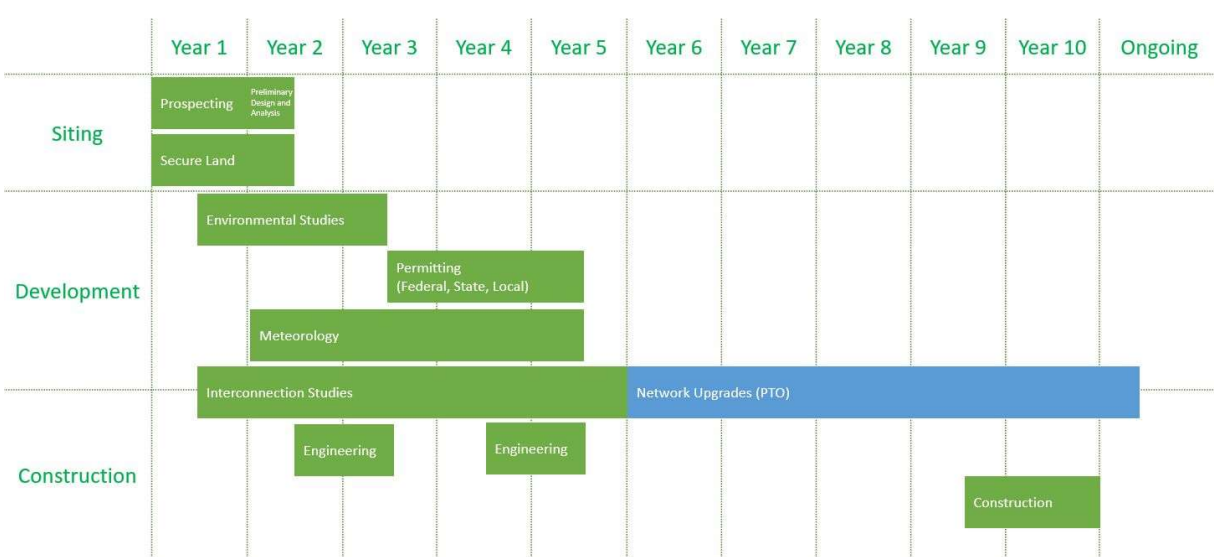 Year 1 Year 2 Year 3 Year 4 Year 5 Year 6 Year 7 Year 8 Year 9 Year 10 Ongoing
Siting
Prospecting
Preliminary
Design and
Analysis
Secure Land
Development
Environmental Studies
Permitting
(Federal, State, Local)
Meteorology
Interconnection Studies
Network Upgrades (PTO)
Construction
Engineering
Engineering
Construction